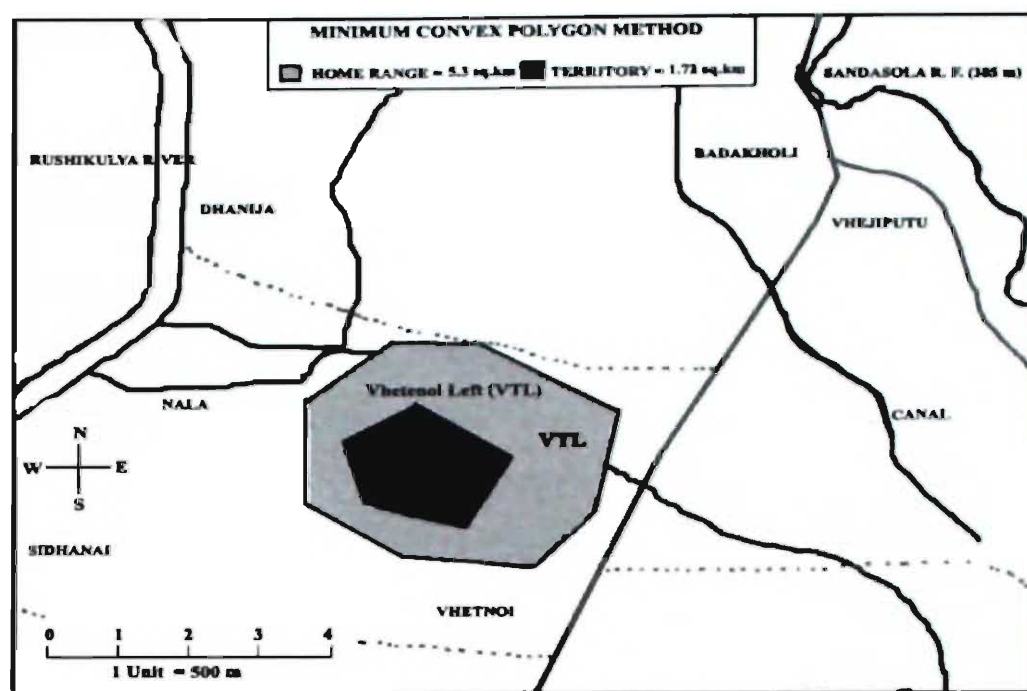 MINIMUM CONVEX POLYGON METHOD
HOME RANGE = 5.3 sq.km TERRITORY = 1.72 sq.km
SANDASOLA R. F. (385 m)
RUSHIKULYA RIVER
BADAKHOLI
DHANIJA
VHEJIPUTU
Vhetenol Left (VTL)
NALA
CANAL
VTL
N
W E
S
SIDHANAI
VHETNOI
0 1 2 3 4
1 Unit = 500 m